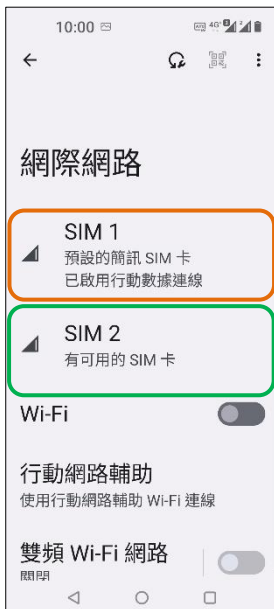 10:00
4G+
網際網路
SIM 1
預設的簡訊 SIM 卡
已啟用行動數據連線
SIM 2
有可用的 SIM 卡
Wi-Fi
行動網路輔助
使用行動網路輔助 Wi-Fi 連線
雙頻 Wi-Fi 網路
關閉